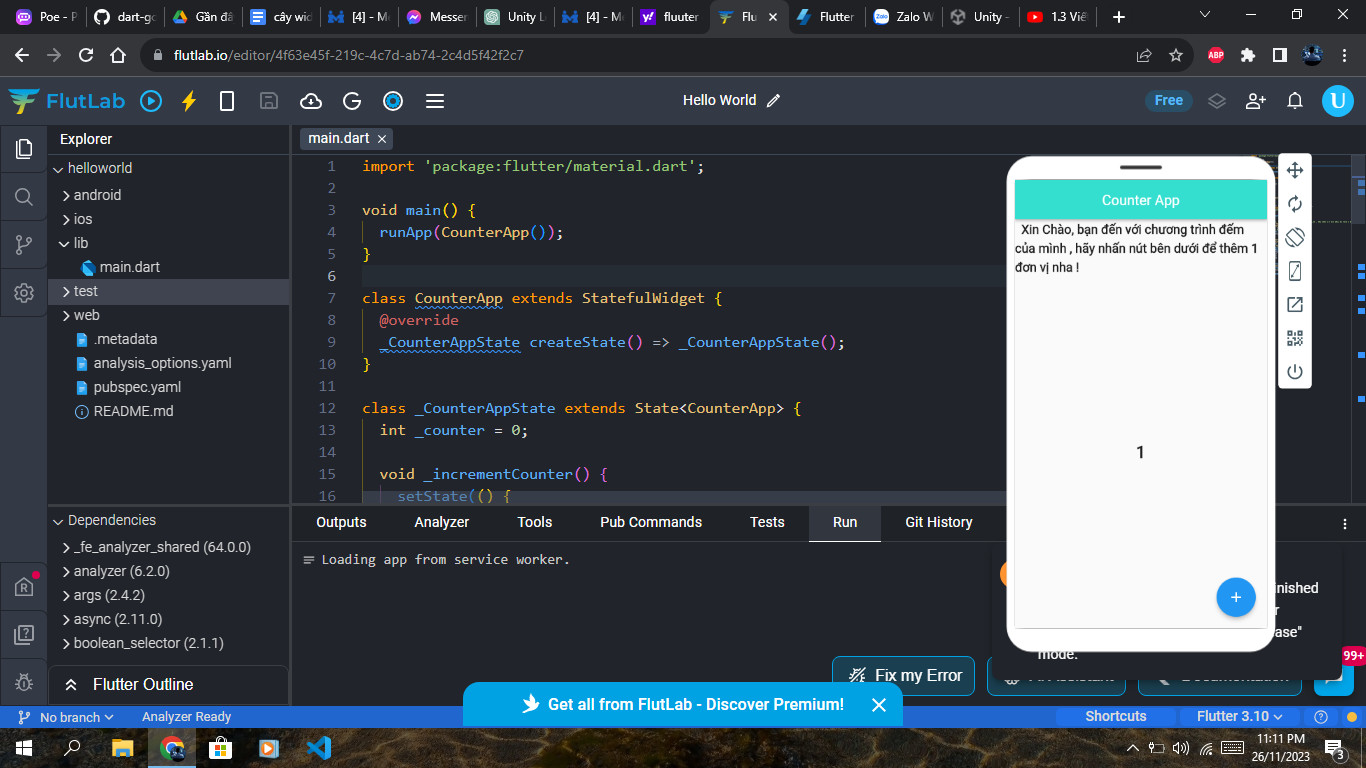 Poe - P
dart-gc
Gần đâ
cây wid
[4] - M
Messer
Unity L
[4] - M
fluuter
Flu
Flutter
Zalo W
Unity -
1.3 Viế
flutlab.io/editor/4f63e45f-219c-4c7d-ab74-2c4d5f42f2c7
ABP
FlutLab
Hello World
Free
U
Explorer
helloworld
android
ios
lib
main.dart
test
web
.metadata
analysis_options.yaml
pubspec.yaml
README.md
Dependencies
_fe_analyzer_shared (64.0.0)
analyzer (6.2.0)
args (2.4.2)
async (2.11.0)
boolean_selector (2.1.1)
Flutter Outline
main.dart
1 import 'package:flutter/material.dart';
2
3 void main() {
4 runApp(CounterApp());
5 }
6
7 class CounterApp extends StatefulWidget {
8 @override
9 _CounterAppState createState() => _CounterAppState();
10 }
11
12 class _CounterAppState extends State<CounterApp> {
13 int _counter = 0;
14
15 void _incrementCounter() {
16 setState(() {
Counter App
Xin Chào, bạn đến với chương trình đếm
của mình , hãy nhấn nút bên dưới để thêm 1
đơn vị nha !
1
+
Outputs
Analyzer
Tools
Pub Commands
Tests
Run
Git History
Loading app from service worker.
inished
r
ase"
mode.
99+
Fix my Error
Get all from FlutLab - Discover Premium!
No branch
Analyzer Ready
Shortcuts
Flutter 3.10
11:11 PM
26/11/2023
3